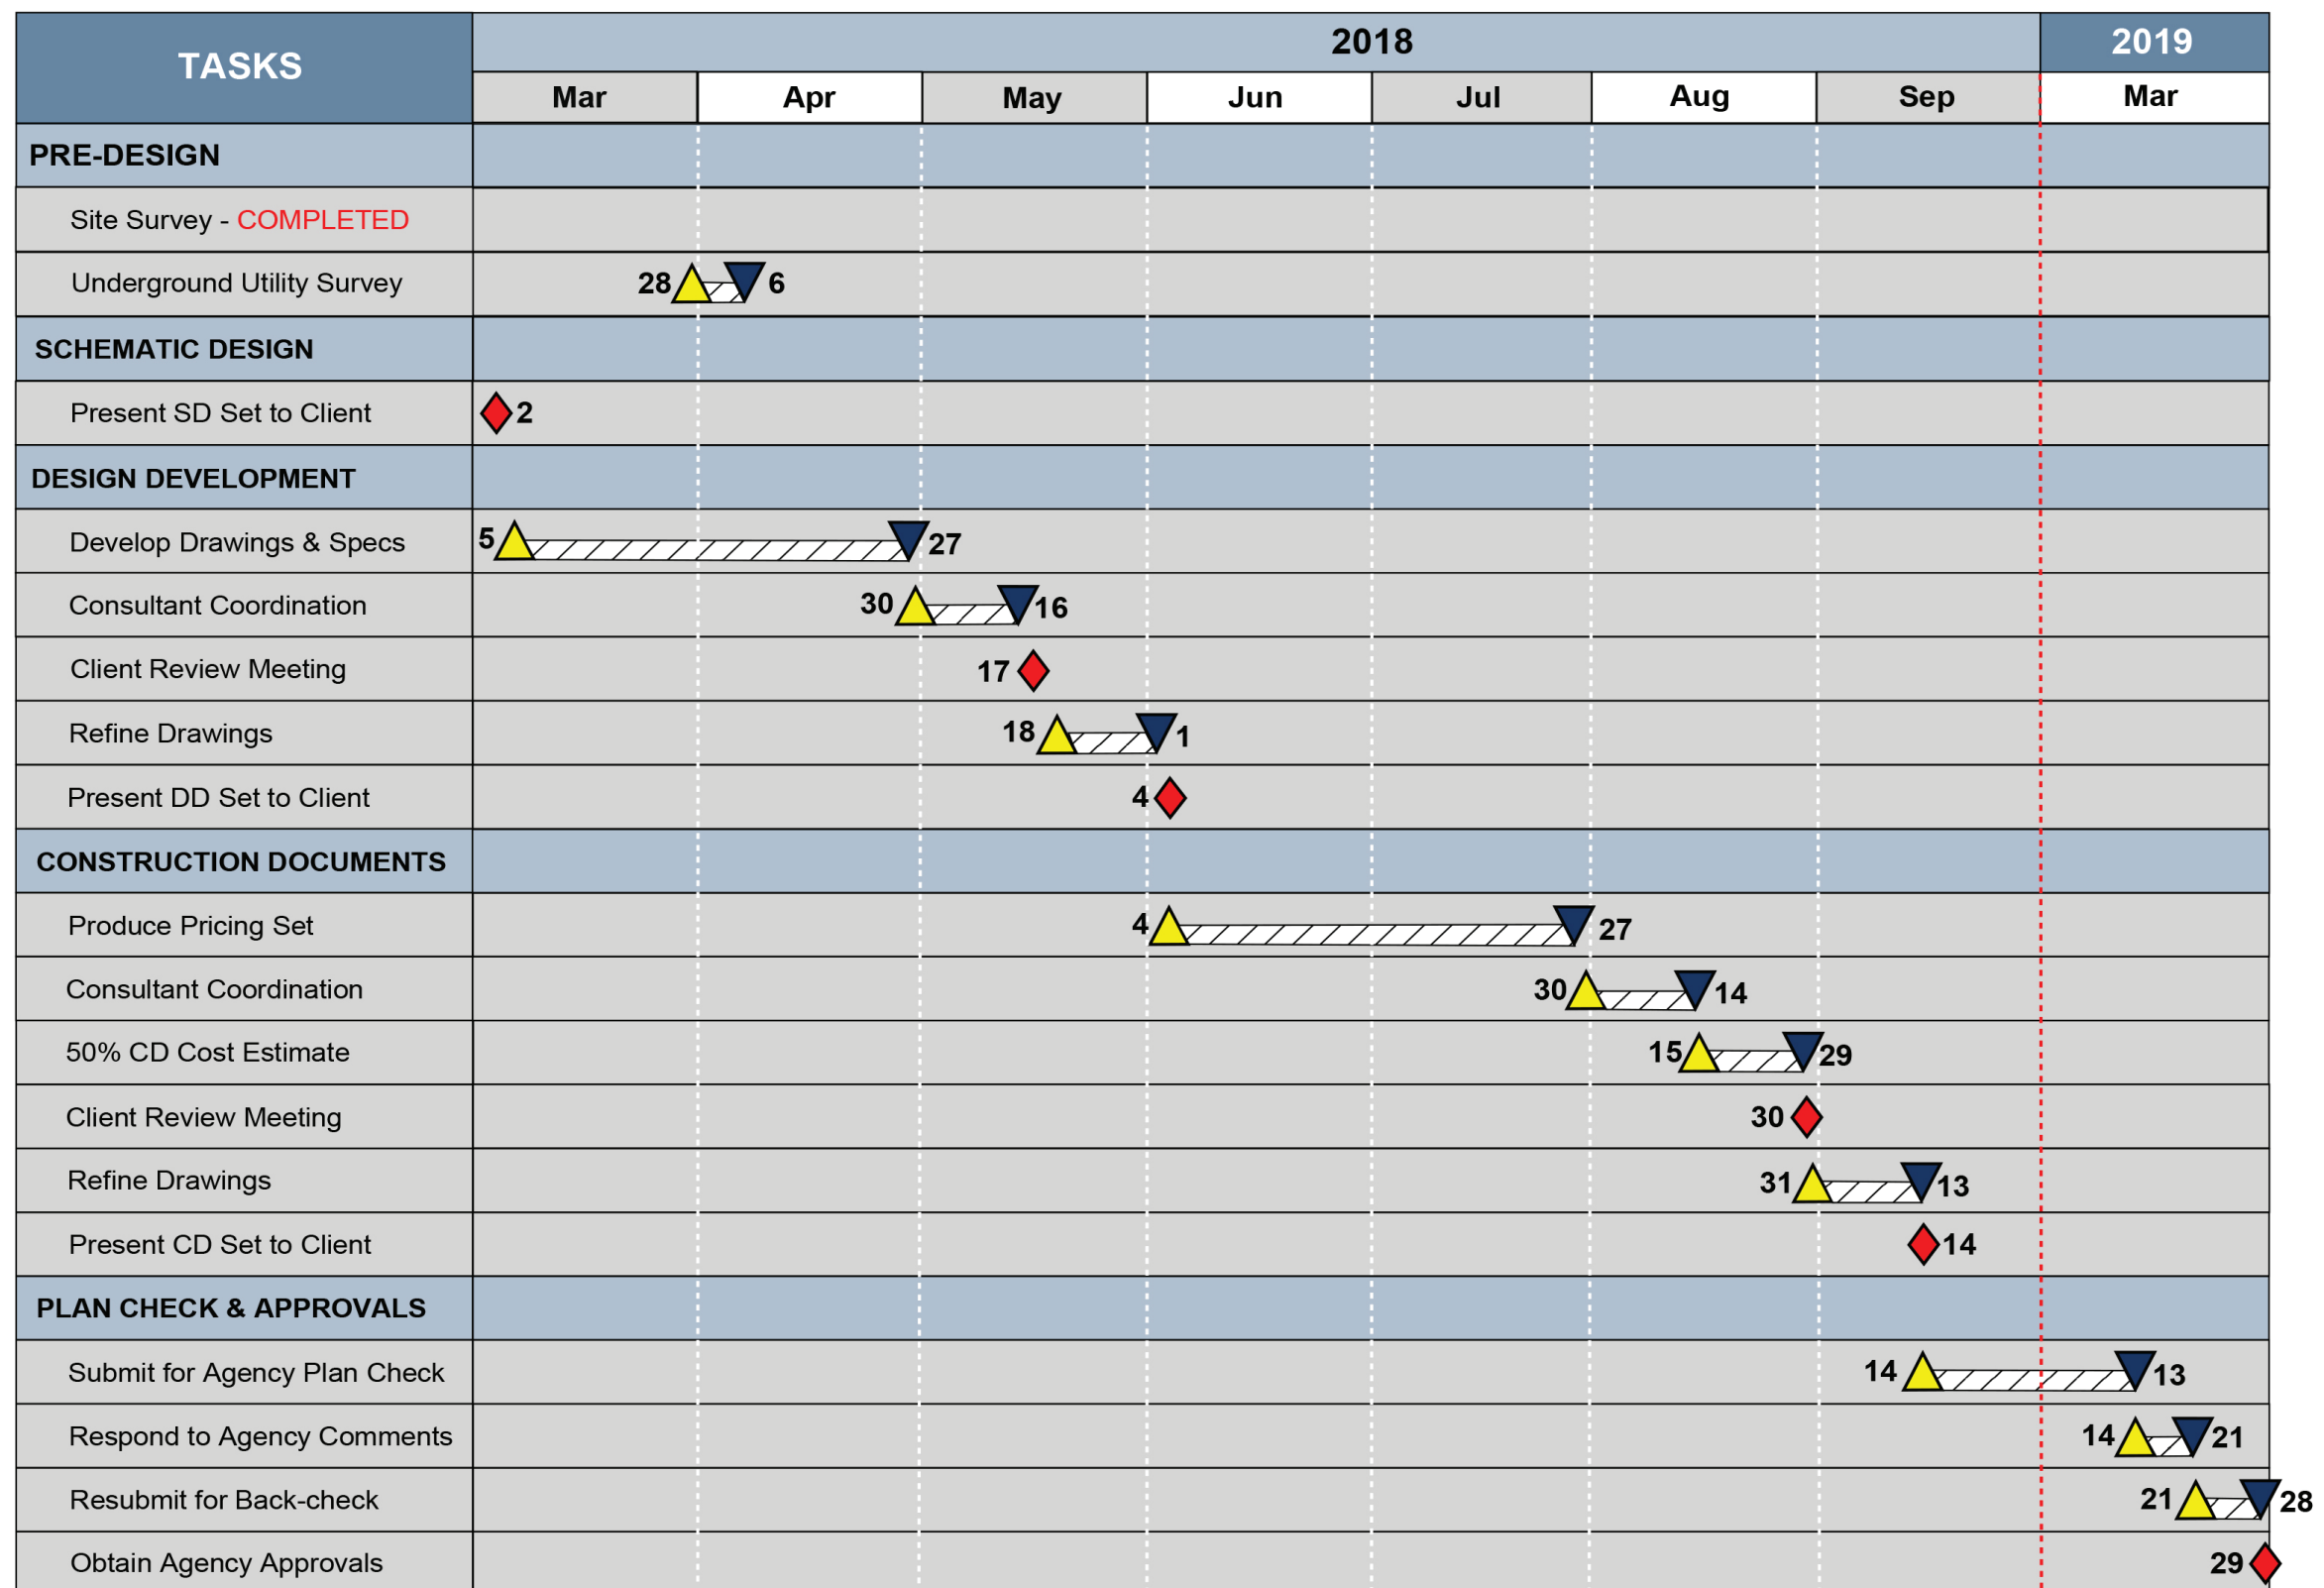 TASKS
2018
2019
Mar Apr May Jun Jul Aug Sep Mar
PRE-DESIGN
Site Survey - COMPLETED
Underground Utility Survey 28 6
SCHEMATIC DESIGN
Present SD Set to Client 2
DESIGN DEVELOPMENT
Develop Drawings & Specs 5 27
Consultant Coordination 30 16
Client Review Meeting 17
Refine Drawings 18 1
Present DD Set to Client 4
CONSTRUCTION DOCUMENTS
Produce Pricing Set 4 27
Consultant Coordination 30 14
50% CD Cost Estimate 15 29
Client Review Meeting 30
Refine Drawings 31 13
Present CD Set to Client 14
PLAN CHECK & APPROVALS
Submit for Agency Plan Check 14 13
Respond to Agency Comments 14 21
Resubmit for Back-check 21 28
Obtain Agency Approvals 29